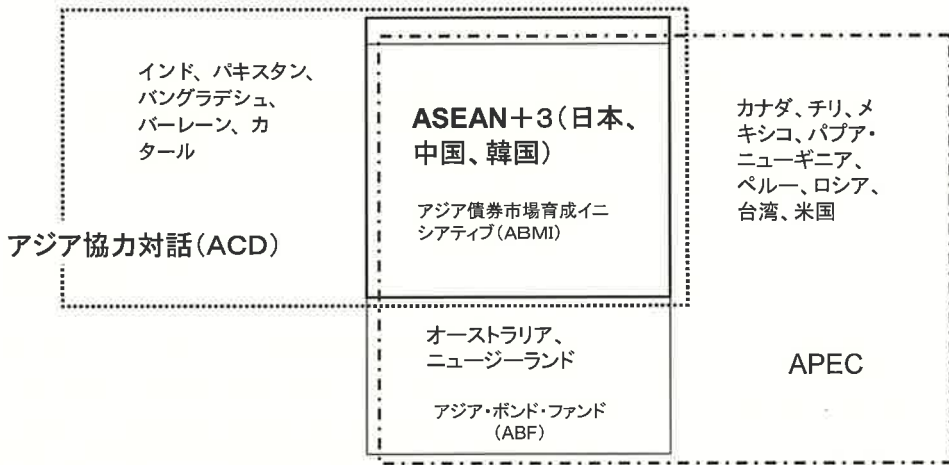 インド、パキスタン、
バングラデシュ、
バーレーン、カ
タール
アジア協力対話(ACD)
ASEAN+3(日本、
中国、韓国)
アジア債券市場育成イニ
シアティブ(ABMI)
オーストラリア、
ニュージーランド
アジア・ボンド・ファンド
(ABF)
カナダ、チリ、メ
キシコ、パプア・
ニューギニア、
ペルー、ロシア、
台湾、米国
APEC